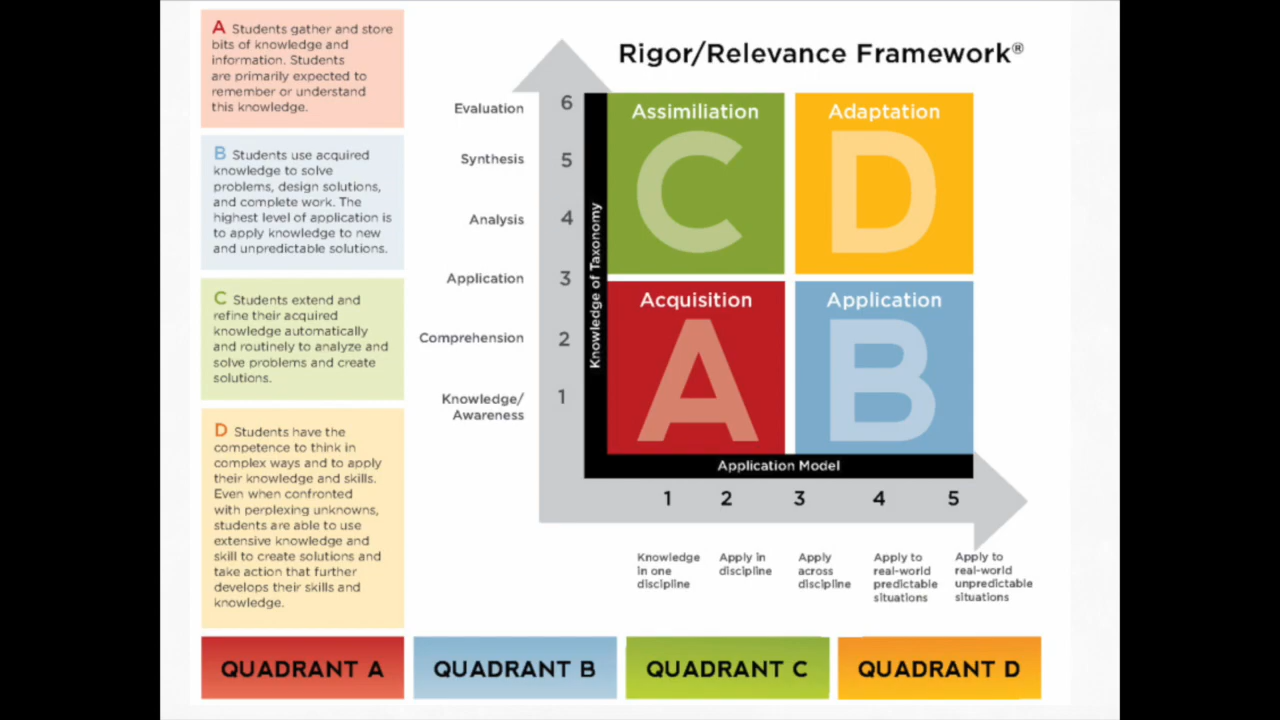 A Students gather and store
bits of knowledge and
information. Students
are primarily expected to
remember or understand
this knowledge.
B Students use acquired
knowledge to solve
problems, design solutions,
and complete work. The
highest level of application is
to apply knowledge to new
and unpredictable solutions.
C Students extend and
refine their acquired
knowledge automatically
and routinely to analyze and
solve problems and create
solutions.
D Students have the
competence to think in
complex ways and to apply
their knowledge and skills.
Even when confronted
with perplexing unknowns,
students are able to use
extensive knowledge and
skill to create solutions and
take action that further
develops their skills and
knowledge.
Rigor/Relevance Framework®
Evaluation 6
Synthesis 5
Analysis 4
Application 3
Comprehension 2
Knowledge/
Awareness
1
Knowledge of Taxonomy
Assimiliation
C
Adaptation
D
Acquisition
A
Application
B
Application Model
1 2 3 4 5
Knowledge
in one
discipline
Apply in
discipline
Apply
across
discipline
Apply to
real-world
predictable
situations
Apply to
real-world
unpredictable
situations
QUADRANT A
QUADRANT B
QUADRANT C
QUADRANT D